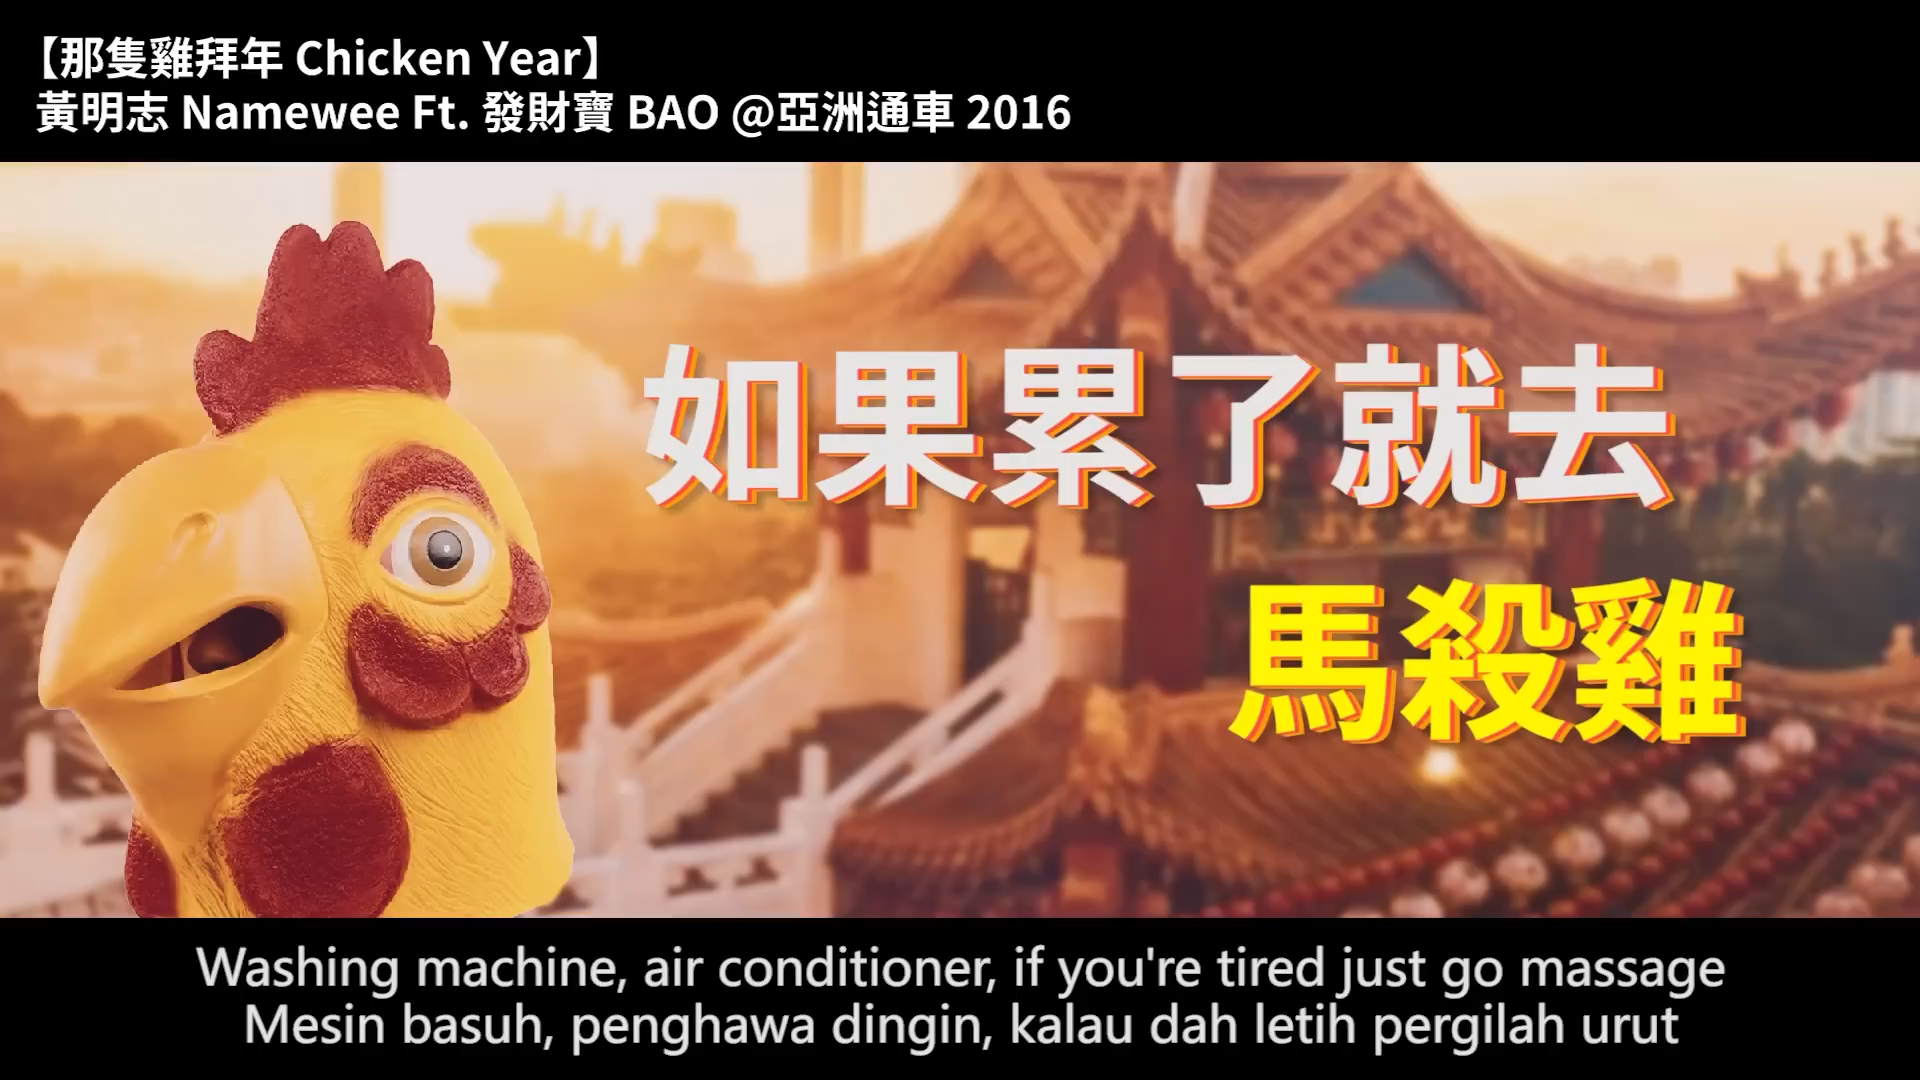 【那隻雞拜年 Chicken Year】
黃明志 Namewee Ft. 發財寶 BAO @亞洲通車 2016
如果累了就去
馬殺雞
Washing machine, air conditioner, if you're tired just go massage
Mesin basuh, penghawa dingin, kalau dah letih pergilah urut